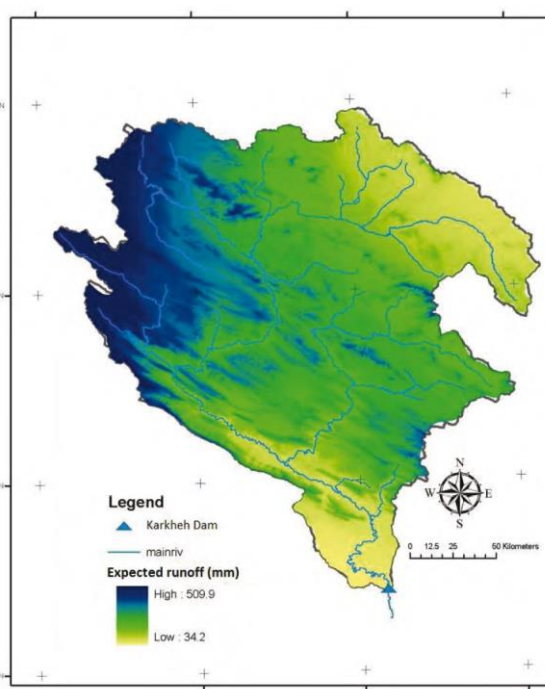 N
W E
S
0 12.5 25 50 Kilometers
Legend
Karkheh Dam
mainriv
Expected runoff (mm)
High : 509.9
Low : 34.2